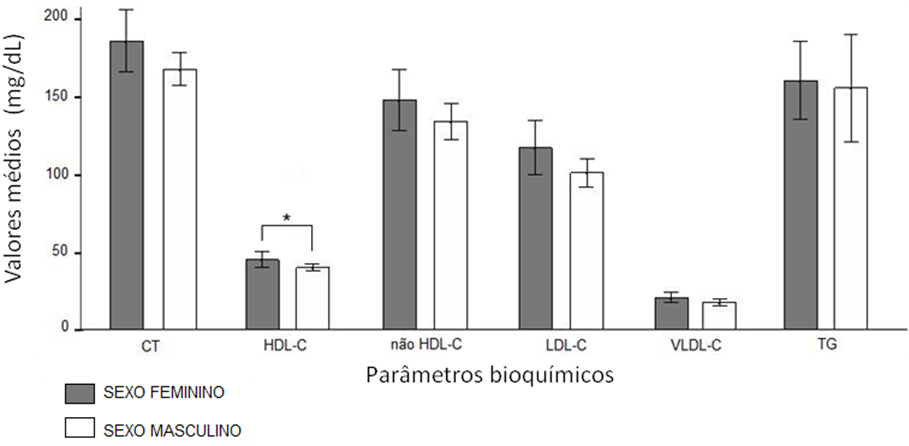 Valores médios (mg/dL)
200
150
100
50
0
*
CT HDL-C não HDL-C LDL-C VLDL-C TG
Parâmetros bioquímicos
SEXO FEMININO
SEXO MASCULINO